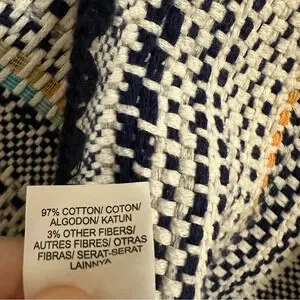 97% COTTON/ COTON/
ALGODON/ KATUN
3% OTHER FIBERS/
AUTRES FIBRES/ OTRAS
FIBRAS/ SERAT-SERAT
LAINNYA